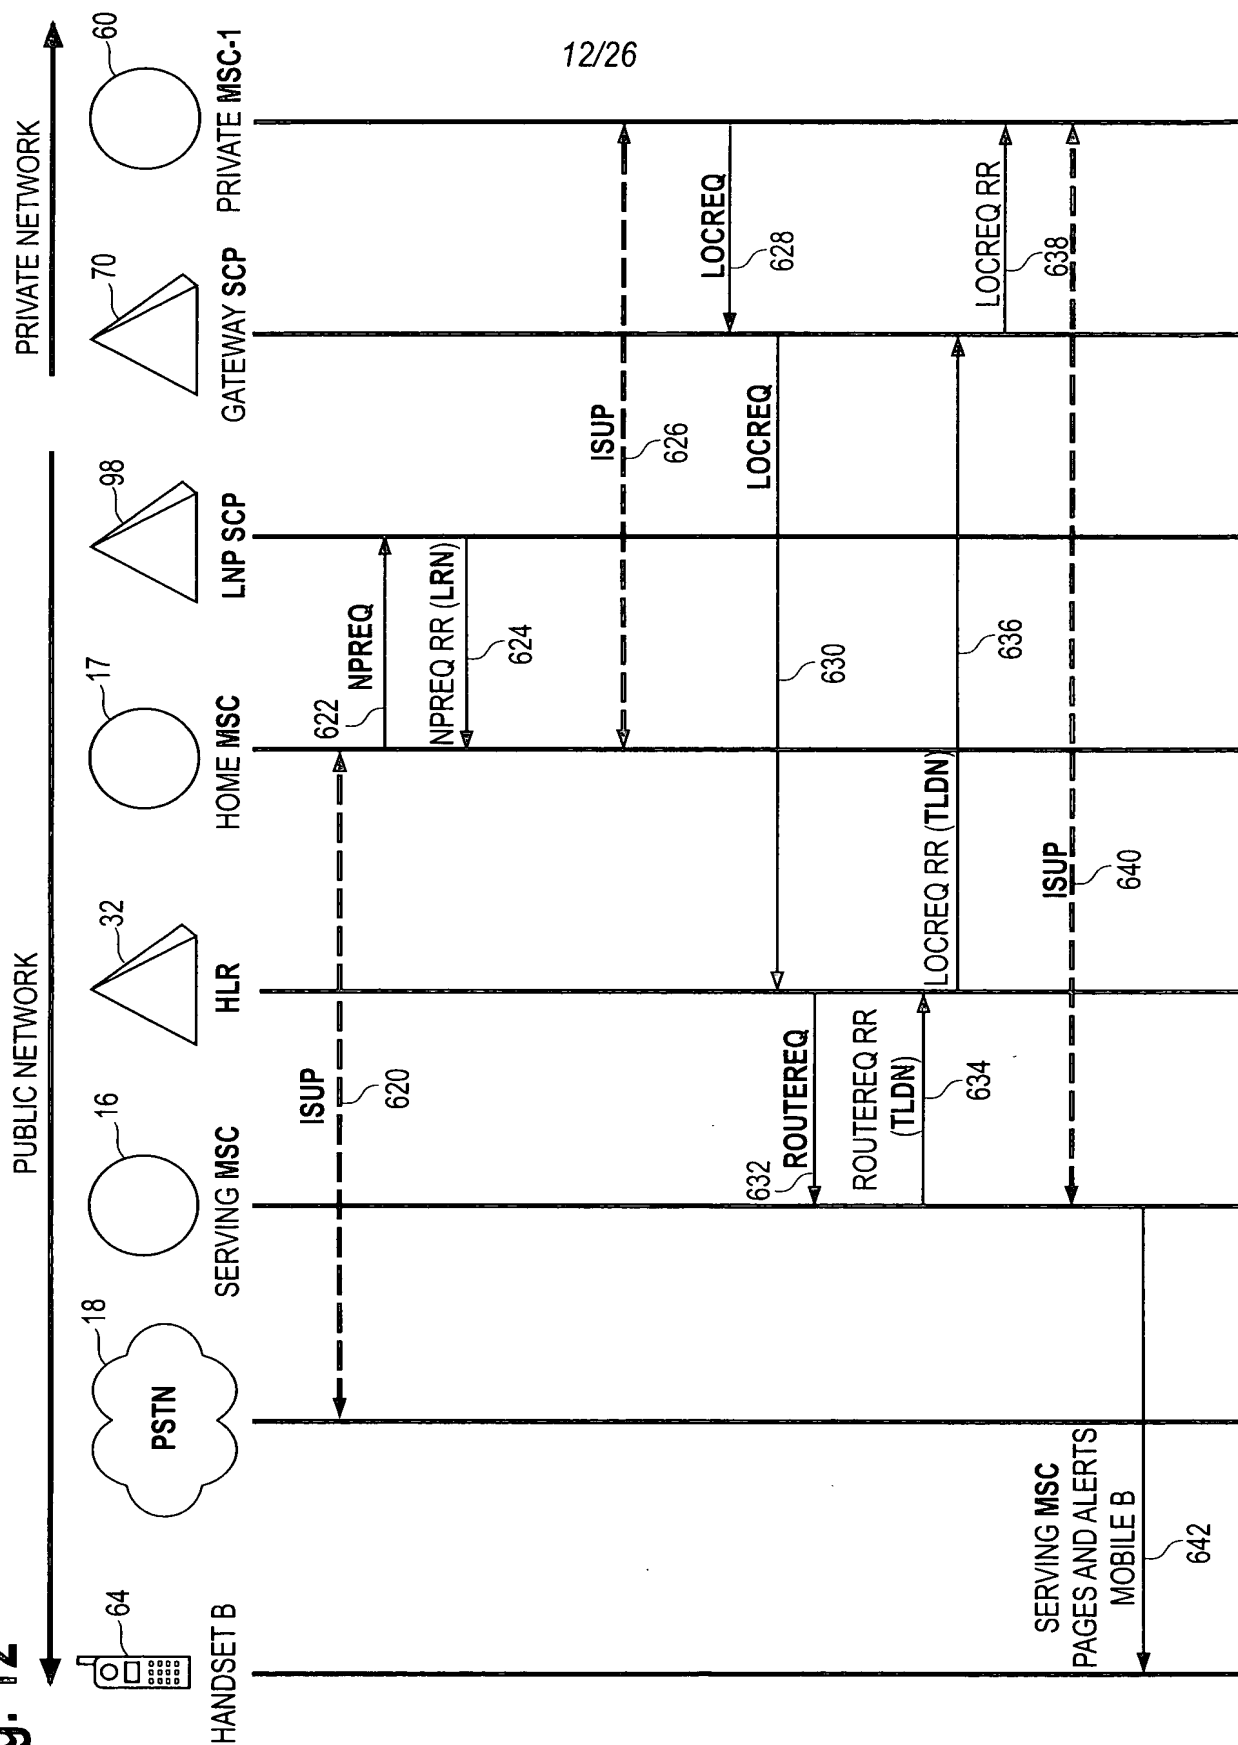 12/26
g. 12
PUBLIC NETWORK
PRIVATE NETWORK
64
18
16
32
17
98
70
60
PSTN
HANDSET B
SERVING MSC
HLR
HOME MSC
LNP SCP
GATEWAY SCP
PRIVATE MSC-1
ISUP
620
622
NPREQ
NPREQ RR (LRN)
624
ISUP
626
LOCREQ
628
LOCREQ
630
632
ROUTEREQ
ROUTEREQ RR
(TLDN)
634
LOCREQ RR (TLDN)
636
LOCREQ RR
638
ISUP
640
SERVING MSC
PAGES AND ALERTS
MOBILE B
642